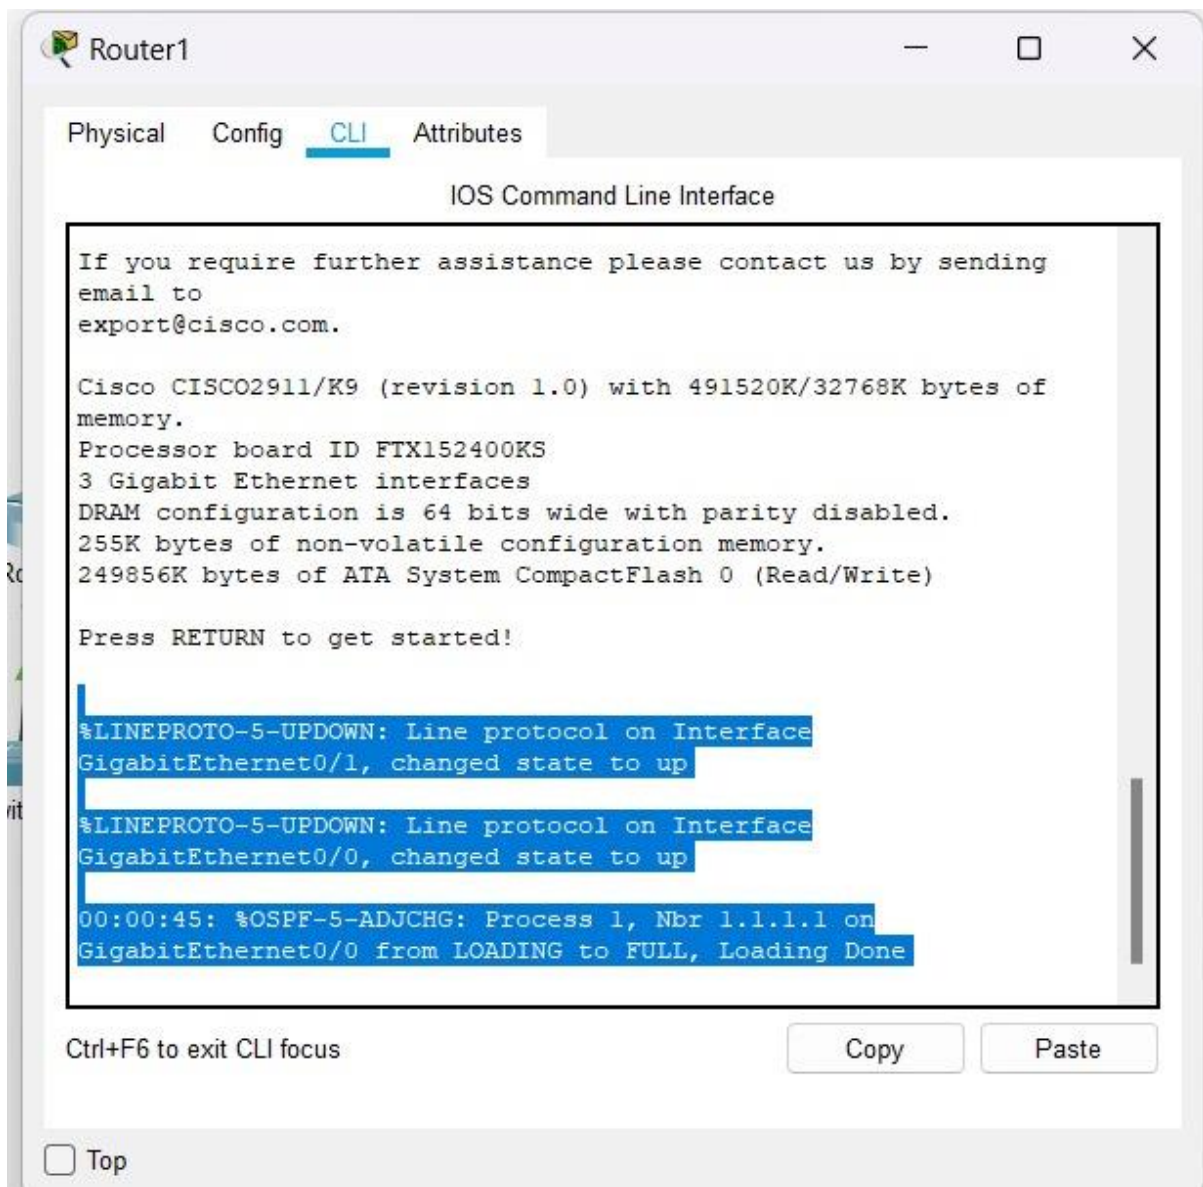 Router1
Physical Config CLI Attributes
IOS Command Line Interface
If you require further assistance please contact us by sending
email to
export@cisco.com.
Cisco CISCO2911/K9 (revision 1.0) with 491520K/32768K bytes of
memory.
Processor board ID FTX152400KS
3 Gigabit Ethernet interfaces
DRAM configuration is 64 bits wide with parity disabled.
255K bytes of non-volatile configuration memory.
249856K bytes of ATA System CompactFlash 0 (Read/Write)
Press RETURN to get started!
%LINEPROTO-5-UPDOWN: Line protocol on Interface
GigabitEthernet0/1, changed state to up
%LINEPROTO-5-UPDOWN: Line protocol on Interface
GigabitEthernet0/0, changed state to up
00:00:45: %OSPF-5-ADJCHG: Process 1, Nbr 1.1.1.1 on
GigabitEthernet0/0 from LOADING to FULL, Loading Done
Ctrl+F6 to exit CLI focus
Copy Paste
Top